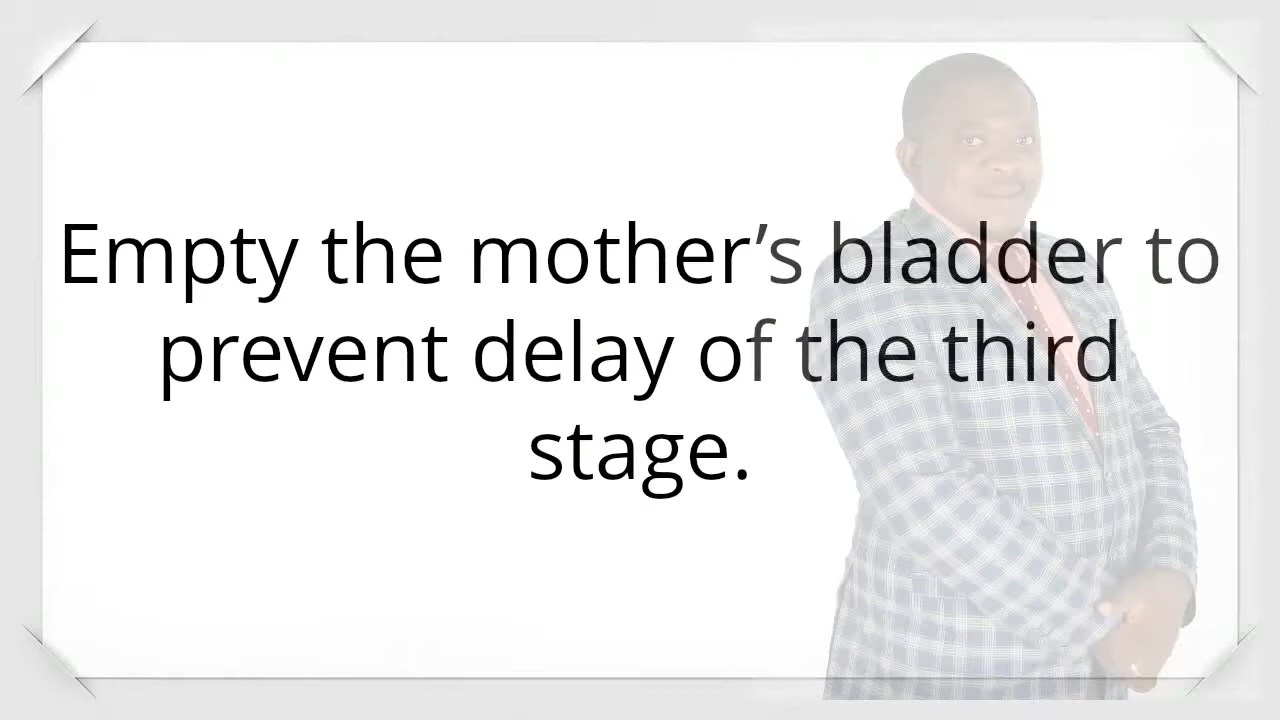 Empty the mother’s bladder to
prevent delay of the third
stage.